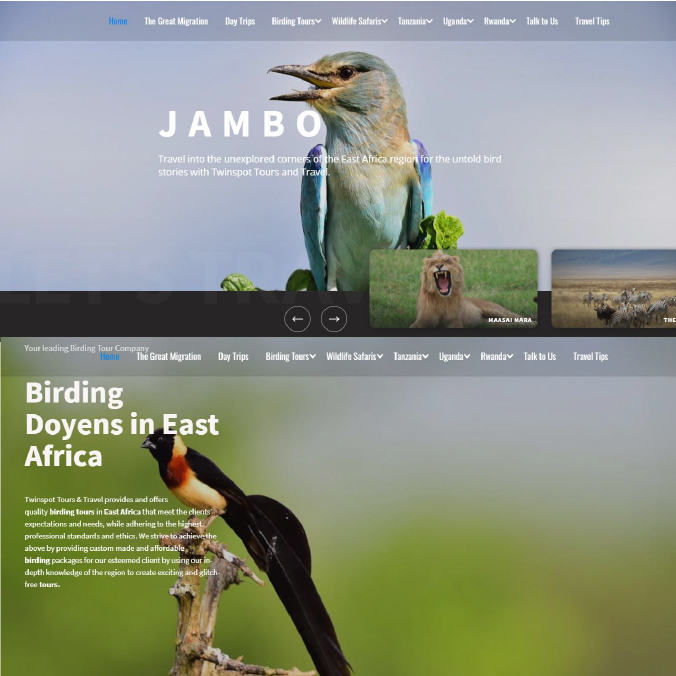 Home The Great Migration Day Trips Birding Tours Wildlife Safaris Tanzania Uganda Rwanda Talk to Us Travel Tips
JAMBO
Travel into the unexplored corners of the East Africa region for the untold bird
stories with Twinspot Tours and Travel.
LET'S TRAV
MAASAI MARA
THE
Your leading Birding Tour Company
Home The Great Migration Day Trips Birding Tours Wildlife Safaris Tanzania Uganda Rwanda Talk to Us Travel Tips
Birding
Doyens in East
Africa
Twinspot Tours & Travel provides and offers
quality birding tours in East Africa that meet the clients'
expectations and needs, while adhering to the highest
professional standards and ethics. We strive to achieve the
above by providing custom made and affordable
birding packages for our esteemed client by using our in-
depth knowledge of the region to create exciting and glitch-
free tours.